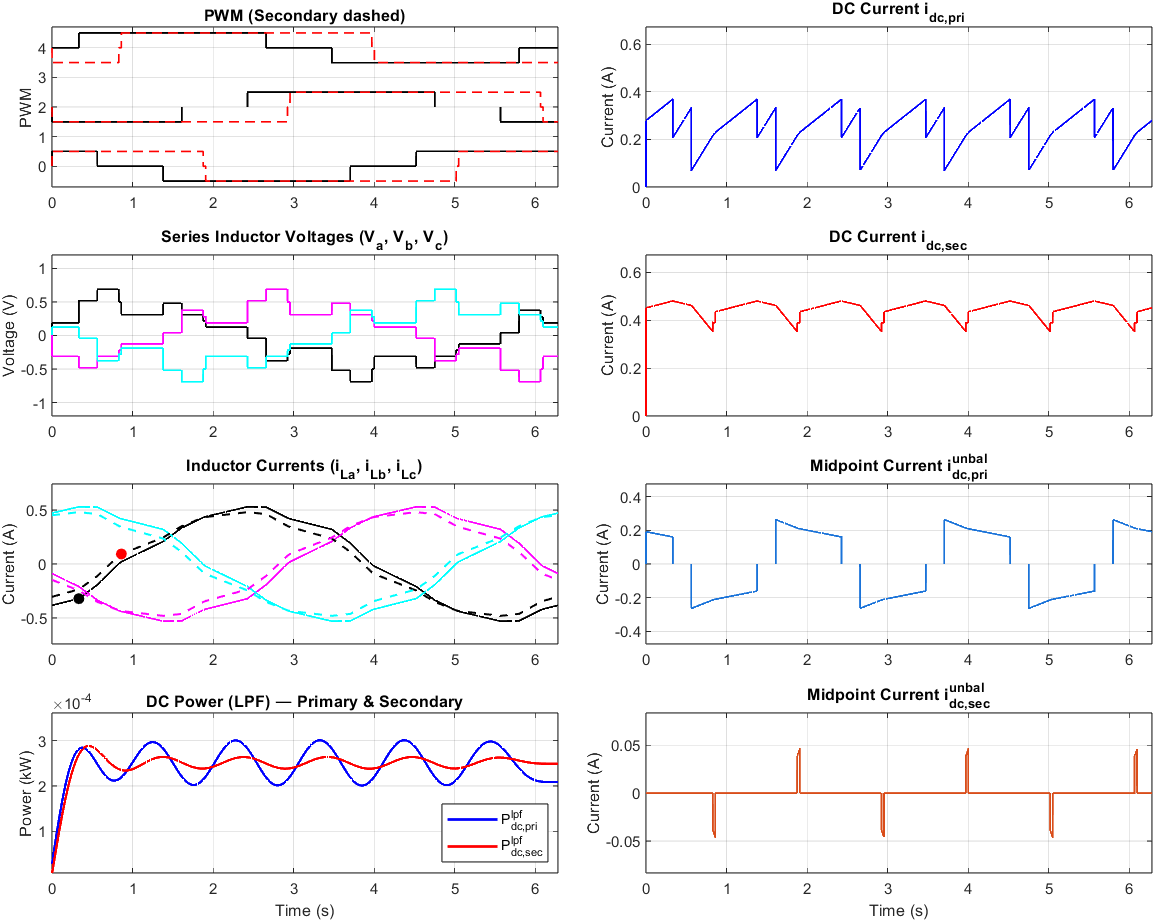 PWM (Secondary dashed)
PWM
4
3
2
1
0
0 1 2 3 4 5 6
DC Current i_dc,pri
Current (A)
0.6
0.4
0.2
0
0 1 2 3 4 5 6
Series Inductor Voltages (V_a, V_b, V_c)
Voltage (V)
1
0.5
0
-0.5
-1
0 1 2 3 4 5 6
DC Current i_dc,sec
Current (A)
0.6
0.4
0.2
0
0 1 2 3 4 5 6
Inductor Currents (i_La, i_Lb, i_Lc)
Current (A)
0.5
0
-0.5
0 1 2 3 4 5 6
Midpoint Current i^unbal_dc,pri
Current (A)
0.4
0.2
0
-0.2
-0.4
0 1 2 3 4 5 6
×10^-4
DC Power (LPF) — Primary & Secondary
Power (kW)
3
2
1
P^lpf_dc,pri
P^lpf_dc,sec
0 1 2 3 4 5 6
Time (s)
Midpoint Current i^unbal_dc,sec
Current (A)
0.05
0
-0.05
0 1 2 3 4 5 6
Time (s)